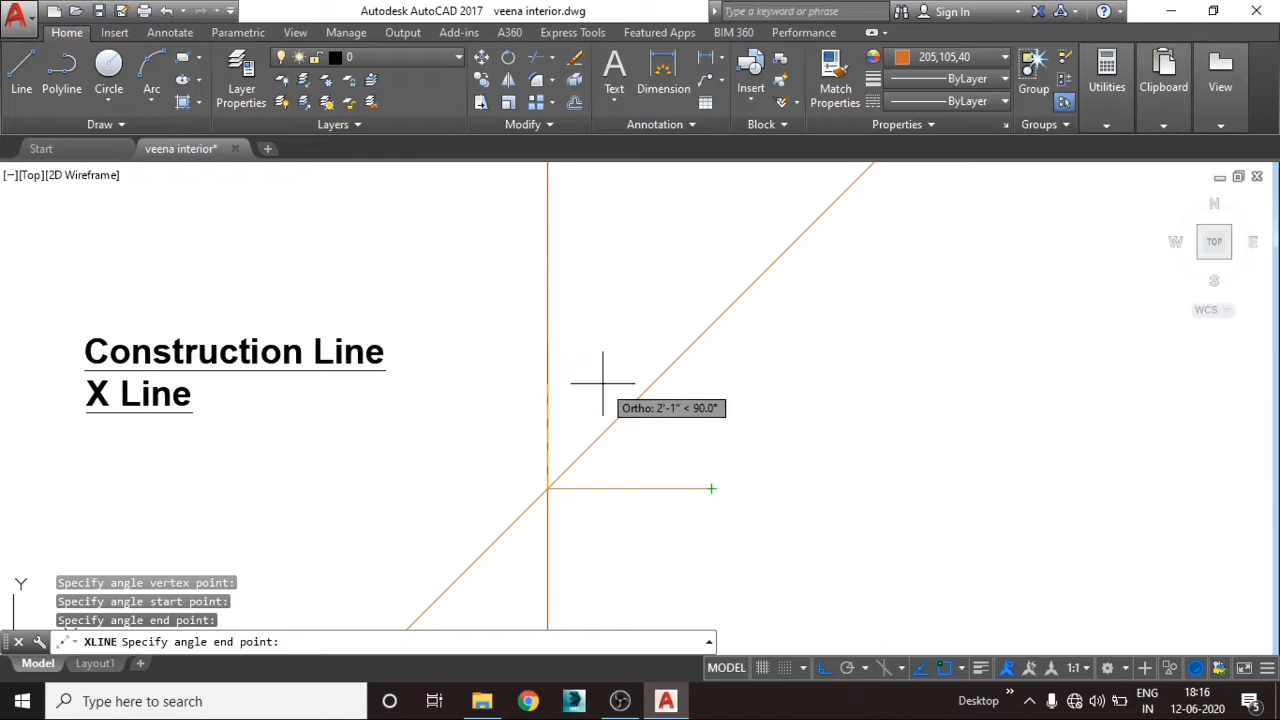 Autodesk AutoCAD 2017 veena interior.dwg
Type a keyword or phrase
Sign In
Home Insert Annotate Parametric View Manage Output Add-ins A360 Express Tools Featured Apps BIM 360 Performance
Line Polyline Circle Arc
Layer Properties
0
Text Dimension
Insert
Match Properties
205,105,40
ByLayer
ByLayer
Group
Utilities
Clipboard
View
Draw Layers Modify Annotation Block Properties Groups
Start veena interior*
[−][Top][2D Wireframe]
N
W TOP E
S
WCS
Construction Line
X Line
Ortho: 2'-1" < 90.0°
Y
Specify angle vertex point:
Specify angle start point:
Specify angle end point:
XLINE Specify angle end point:
Model Layout1
MODEL
1:1
Type here to search
Desktop
ENG
IN
18:16
12-06-2020
5